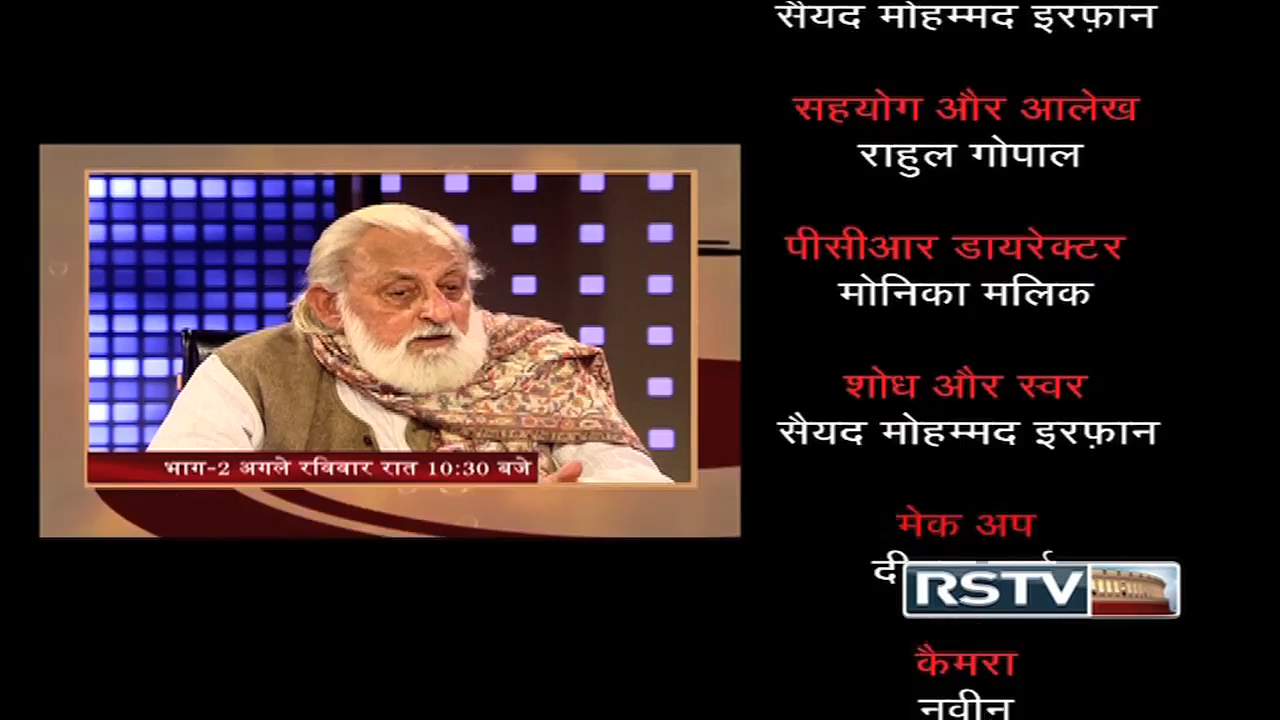 सैयद मोहम्मद इरफ़ान
सहयोग और आलेख
राहुल गोपाल
पीसीआर डायरेक्टर
मोनिका मलिक
शोध और स्वर
सैयद मोहम्मद इरफ़ान
मेक अप
RSTV
कैमरा
नवीन
भाग-2 अगले रविवार रात 10:30 बजे